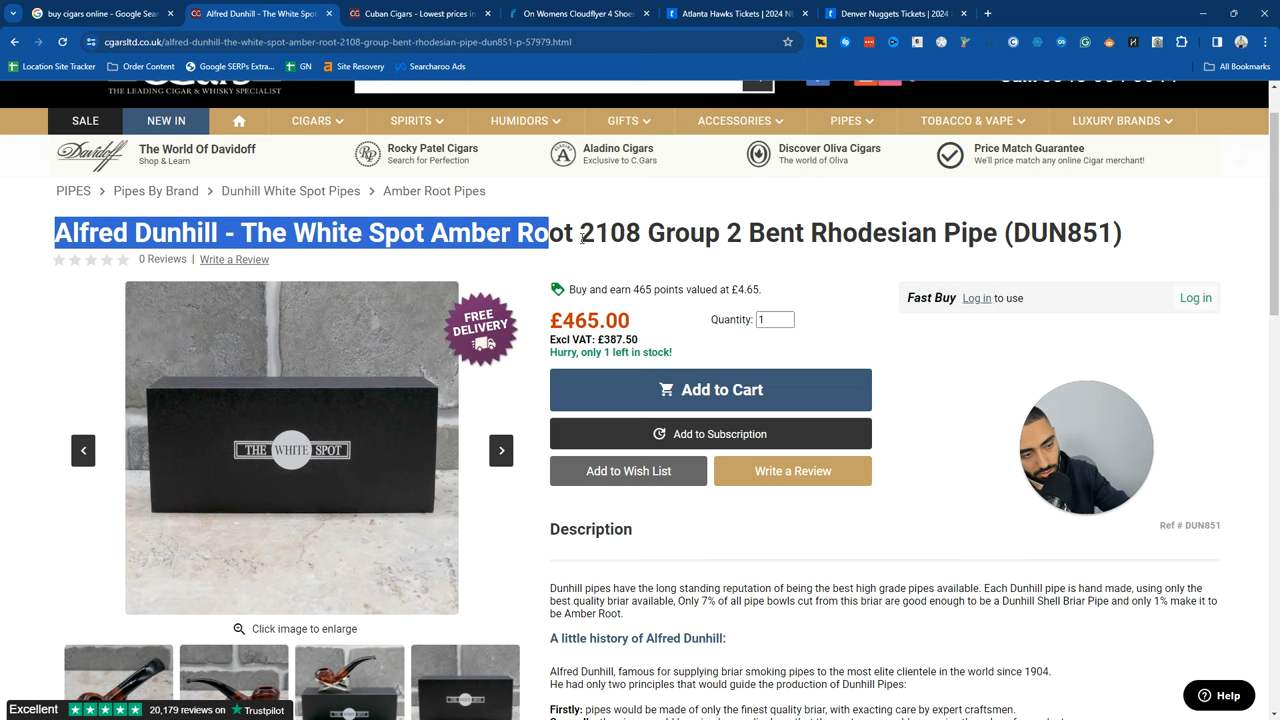 buy cigars online - Google Sea
Alfred Dunhill - The White Spot
Cuban Cigars - Lowest prices in
On Womens Cloudflyer 4 Shoes
Atlanta Hawks Tickets | 2024 N
Denver Nuggets Tickets | 2024
cgarsltd.co.uk/alfred-dunhill-the-white-spot-amber-root-2108-group-bent-rhodesian-pipe-dun851-p-57979.html
Location Site Tracker
Order Content
Google SERPs Extra...
GN
Site Recovery
Searcharoo Ads
All Bookmarks
THE LEADING CIGAR & WHISKY SPECIALIST
SALE
NEW IN
CIGARS
SPIRITS
HUMIDORS
GIFTS
ACCESSORIES
PIPES
TOBACCO & VAPE
LUXURY BRANDS
Davidoff
The World Of Davidoff
Shop & Learn
RP
Rocky Patel Cigars
Search for Perfection
Aladino Cigars
Exclusive to C.Gars
Discover Oliva Cigars
The world of Oliva
Price Match Guarantee
We'll price match any online Cigar merchant!
PIPES > Pipes By Brand > Dunhill White Spot Pipes > Amber Root Pipes
Alfred Dunhill - The White Spot Amber Root 2108 Group 2 Bent Rhodesian Pipe (DUN851)
0 Reviews | Write a Review
FREE
DELIVERY
THE WHITE SPOT
Click image to enlarge
Buy and earn 465 points valued at £4.65.
£465.00
Quantity: 1
Excl VAT: £387.50
Hurry, only 1 left in stock!
Add to Cart
Add to Subscription
Add to Wish List
Write a Review
Fast Buy Log in to use
Log in
Ref # DUN851
Description
Dunhill pipes have the long standing reputation of being the best high grade pipes available. Each Dunhill pipe is hand made, using only the
best quality briar available, Only 7% of all pipe bowls cut from this briar are good enough to be a Dunhill Shell Briar Pipe and only 1% make it to
be Amber Root.
A little history of Alfred Dunhill:
Alfred Dunhill, famous for supplying briar smoking pipes to the most elite clientele in the world since 1904.
He had only two principles that would guide the production of Dunhill Pipes:
Firstly: pipes would be made of only the finest quality briar, with exacting care by expert craftsmen.
Excellent
20,179 reviews on
Trustpilot
Help